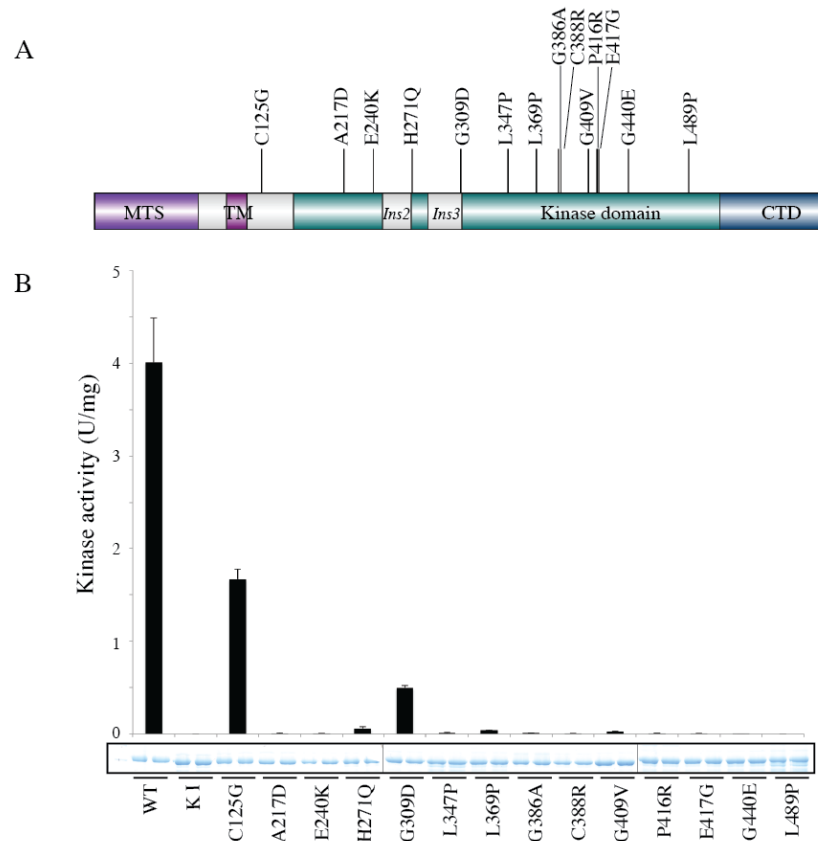 A
C125G
A217D
E240K
H271Q
G309D
L347P
L369P
G386A
C388R
G409V
P416R
E417G
G440E
L489P
MTS
TM
Ins2
Ins3
Kinase domain
CTD
B
Kinase activity (U/mg)
5
4
3
2
1
0
WT
K I
C125G
A217D
E240K
H271Q
G309D
L347P
L369P
G386A
C388R
G409V
P416R
E417G
G440E
L489P